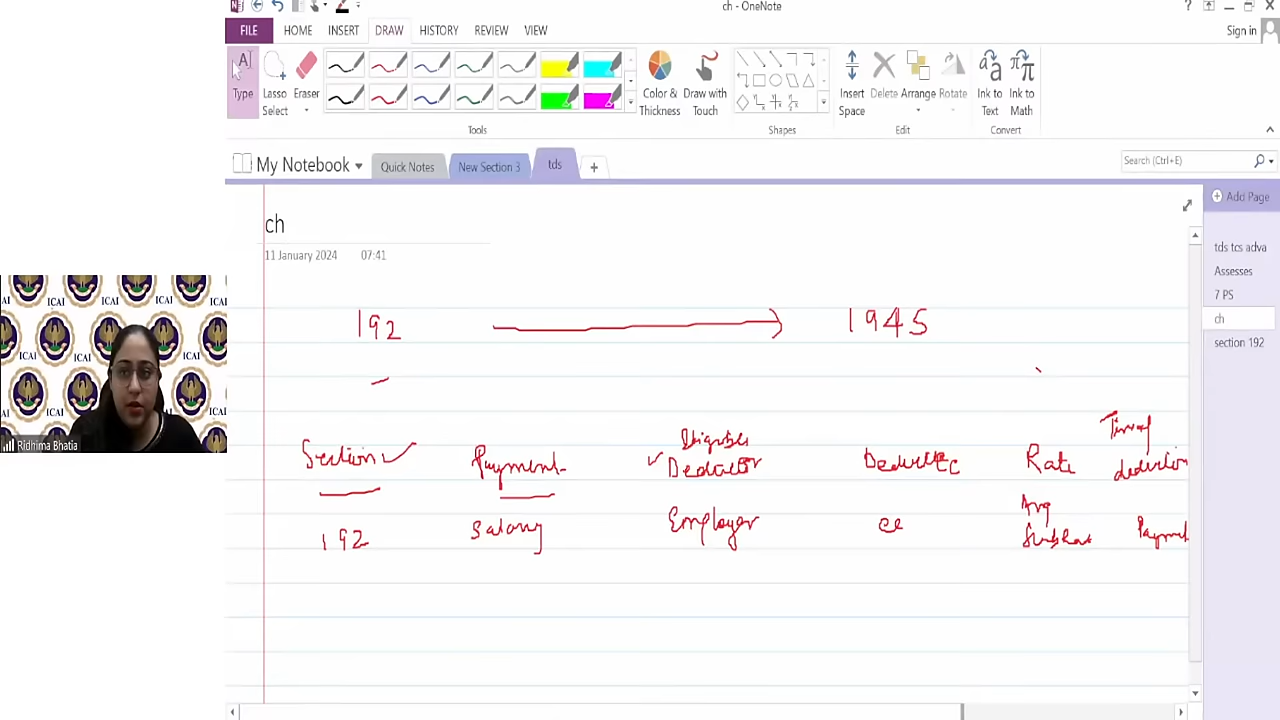 ch - OneNote
?
Sign in
FILE HOME INSERT DRAW HISTORY REVIEW VIEW
Type
Lasso Select
Eraser
Color & Thickness
Draw with Touch
Insert Space
Delete
Arrange
Rotate
Ink to Text
Ink to Math
Tools Shapes Edit Convert
My Notebook Quick Notes New Section 3 tds +
Search (Ctrl+E)
Add Page
tds tcs adva
Assesses
7 PS
ch
section 192
ch
11 January 2024 07:41
192 1945
Section Payment Deductor Deductee Rate deduction
192 Salary Employer ee Avg Payment
ICAI ICAI ICAI ICAI
Ridhima Bhatia